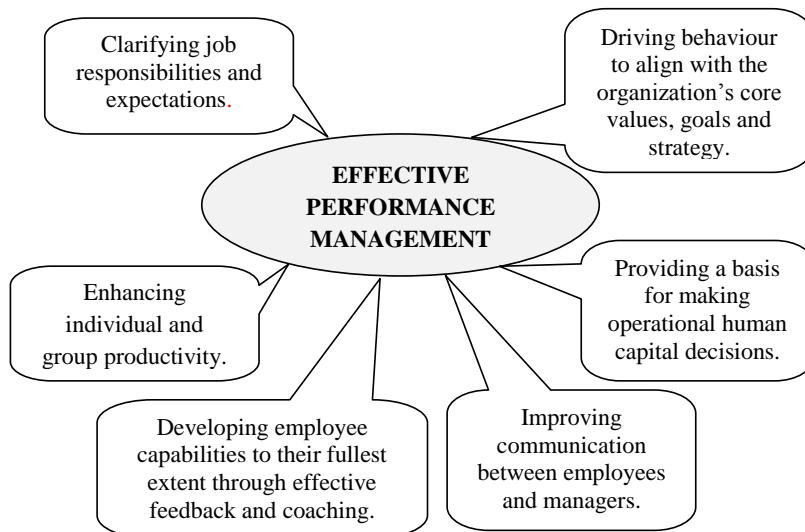 Clarifying job
responsibilities and
expectations.
Driving behaviour
to align with the
organization’s core
values, goals and
strategy.
EFFECTIVE
PERFORMANCE
MANAGEMENT
Enhancing
individual and
group productivity.
Providing a basis
for making
operational human
capital decisions.
Developing employee
capabilities to their fullest
extent through effective
feedback and coaching.
Improving
communication
between employees
and managers.